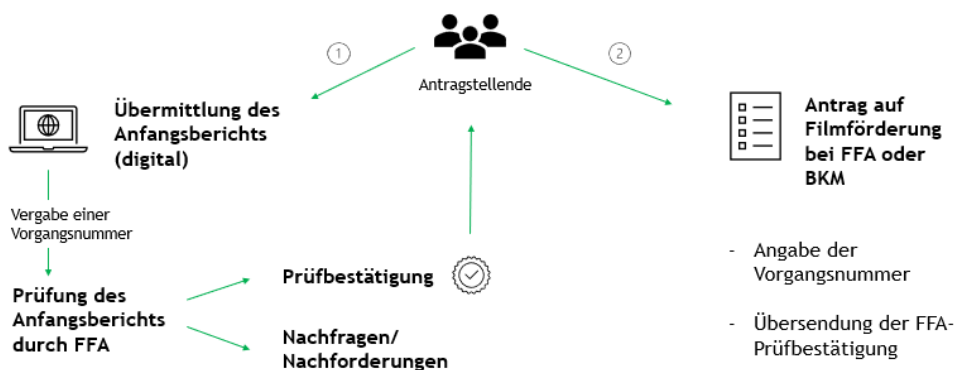 1
2
Antragstellende
Übermittlung des
Anfangsberichts
(digital)
Antrag auf
Filmförderung
bei FFA oder
BKM
Vergabe einer
Vorgangsnummer
- Angabe der
Vorgangsnummer
Prüfbestätigung
Prüfung des
Anfangsberichts
durch FFA
Nachfragen/
Nachforderungen
- Übersendung der FFA-
Prüfbestätigung